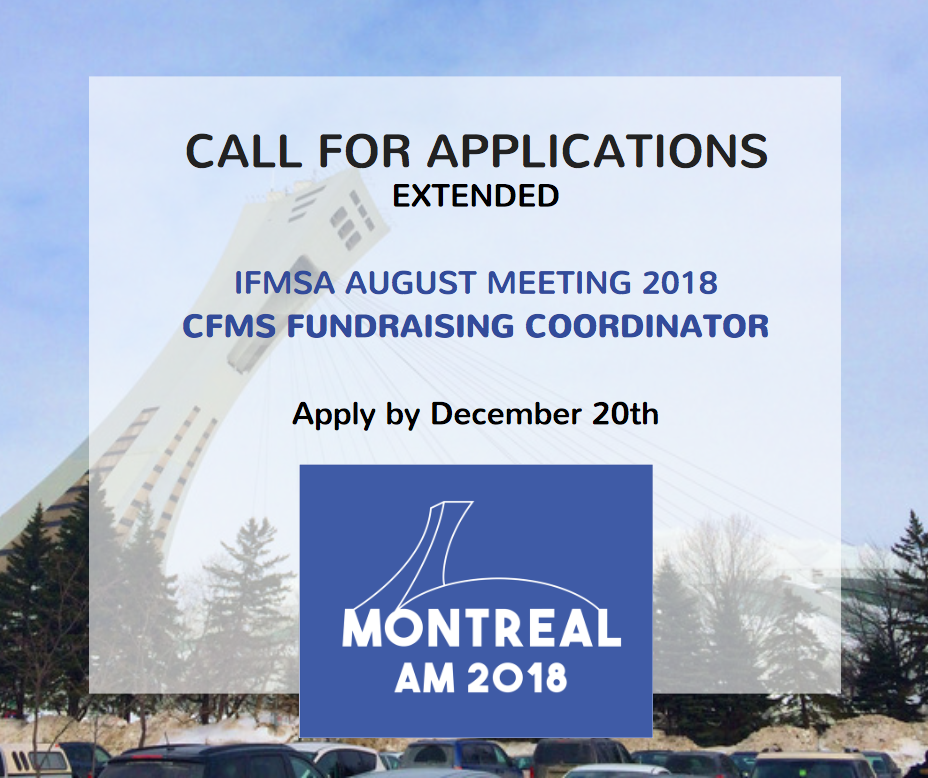 CALL FOR APPLICATIONS
EXTENDED
IFMSA AUGUST MEETING 2018
CFMS FUNDRAISING COORDINATOR
Apply by December 20th
MONTREAL
AM 2018